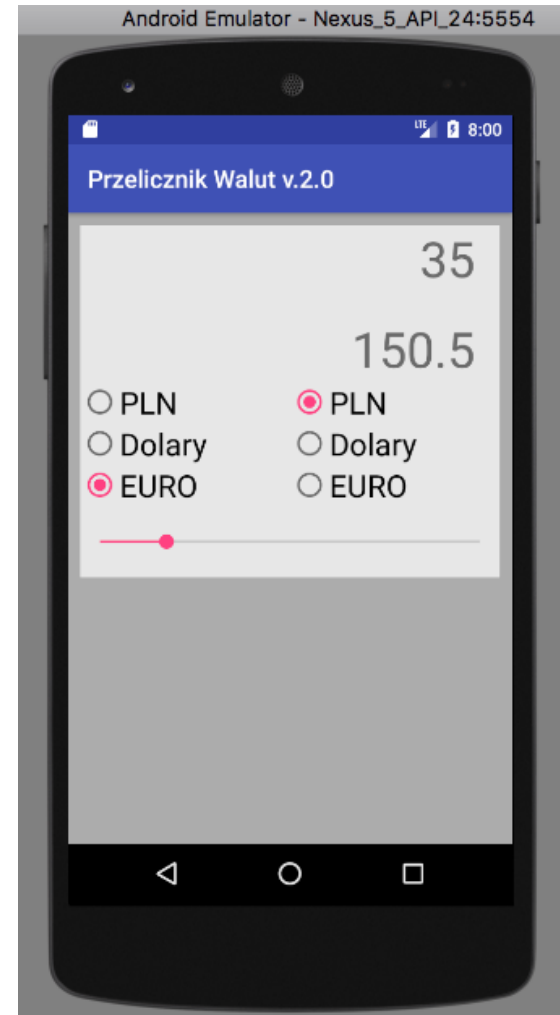 Android Emulator - Nexus_5_API_24:5554
LTE 8:00
Przelicznik Walut v.2.0
35
150.5
PLN PLN
Dolary Dolary
EURO EURO